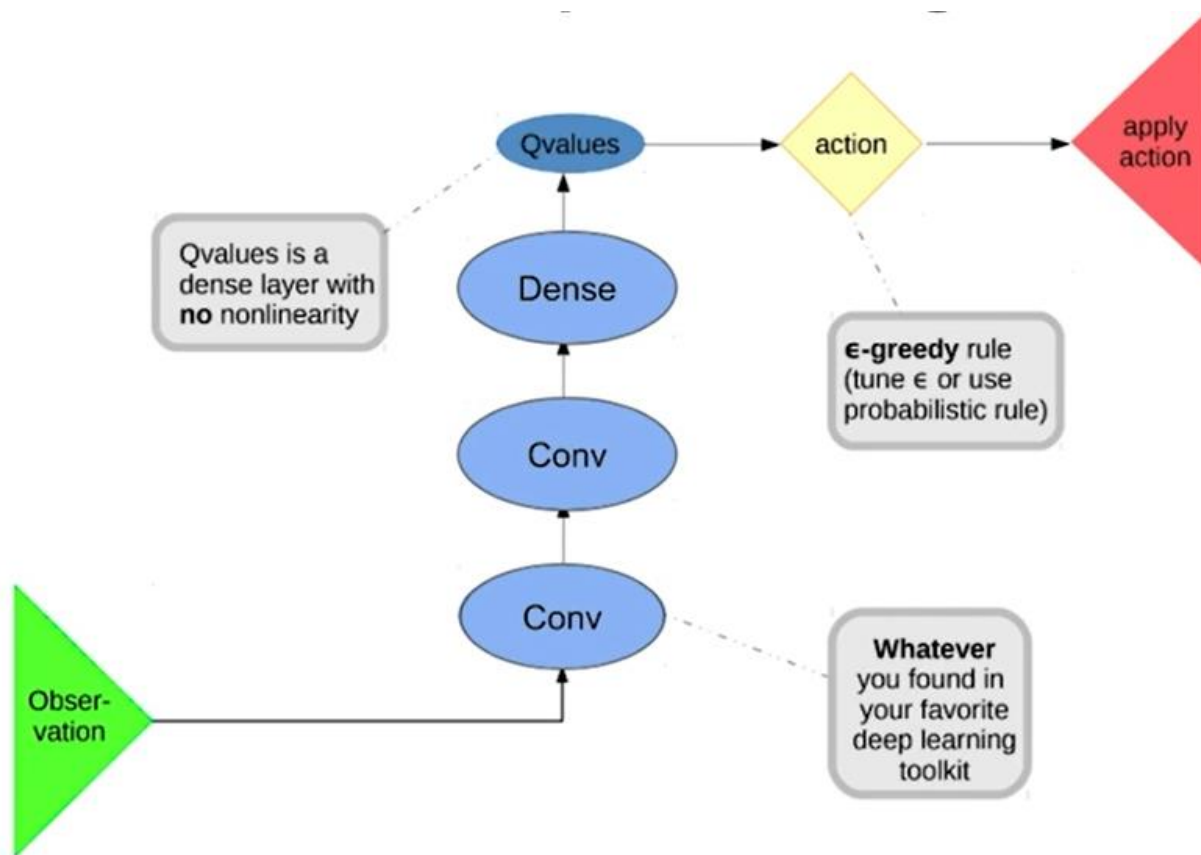 Qvalues
action
apply
action
Qvalues is a
dense layer with
no nonlinearity
Dense
ϵ-greedy rule
(tune ϵ or use
probabilistic rule)
Conv
Conv
Obser-
vation
Whatever
you found in
your favorite
deep learning
toolkit